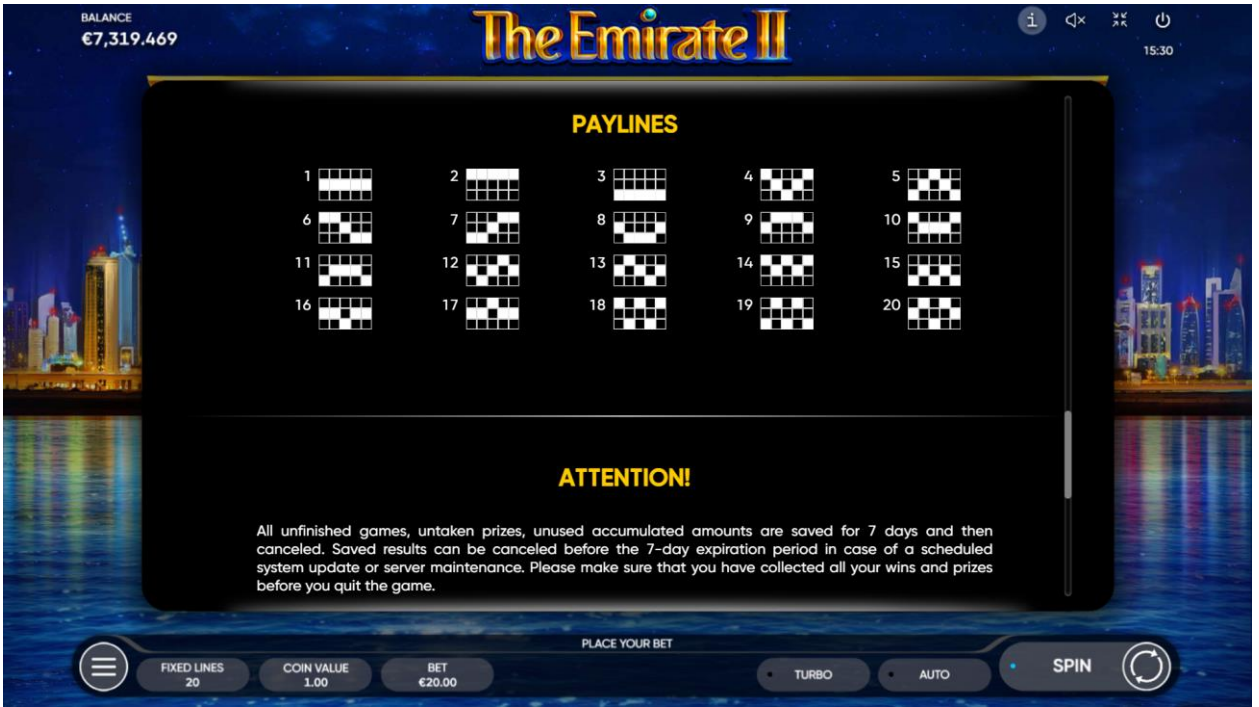 BALANCE
€7,319.469
The Emirate II
i
15:30
PAYLINES
1 2 3 4 5
6 7 8 9 10
11 12 13 14 15
16 17 18 19 20
ATTENTION!
All unfinished games, untaken prizes, unused accumulated amounts are saved for 7 days and then
canceled. Saved results can be canceled before the 7-day expiration period in case of a scheduled
system update or server maintenance. Please make sure that you have collected all your wins and prizes
before you quit the game.
PLACE YOUR BET
FIXED LINES
20
COIN VALUE
1.00
BET
€20.00
TURBO
AUTO
SPIN